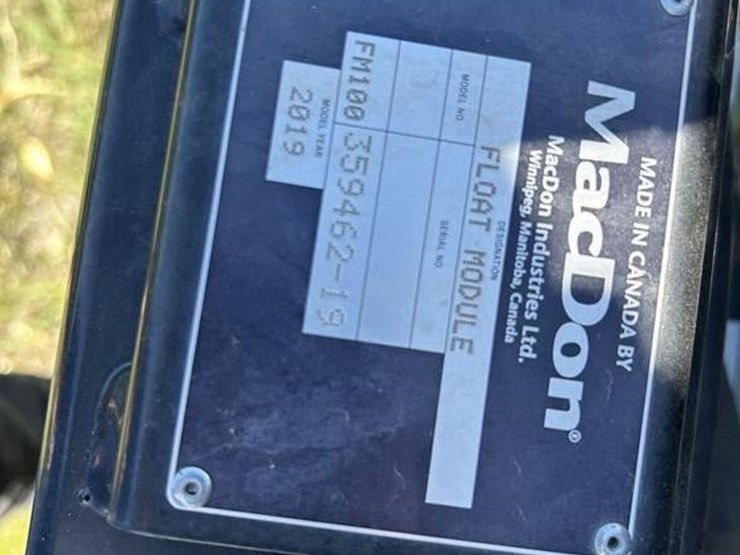 MADE IN CANADA BY
MacDon®
MacDon Industries Ltd.
Winnipeg, Manitoba, Canada
DESIGNATION
FLOAT MODULE
MODEL NO. SERIAL NO.
FM100 359462-19
MODEL YEAR
2019